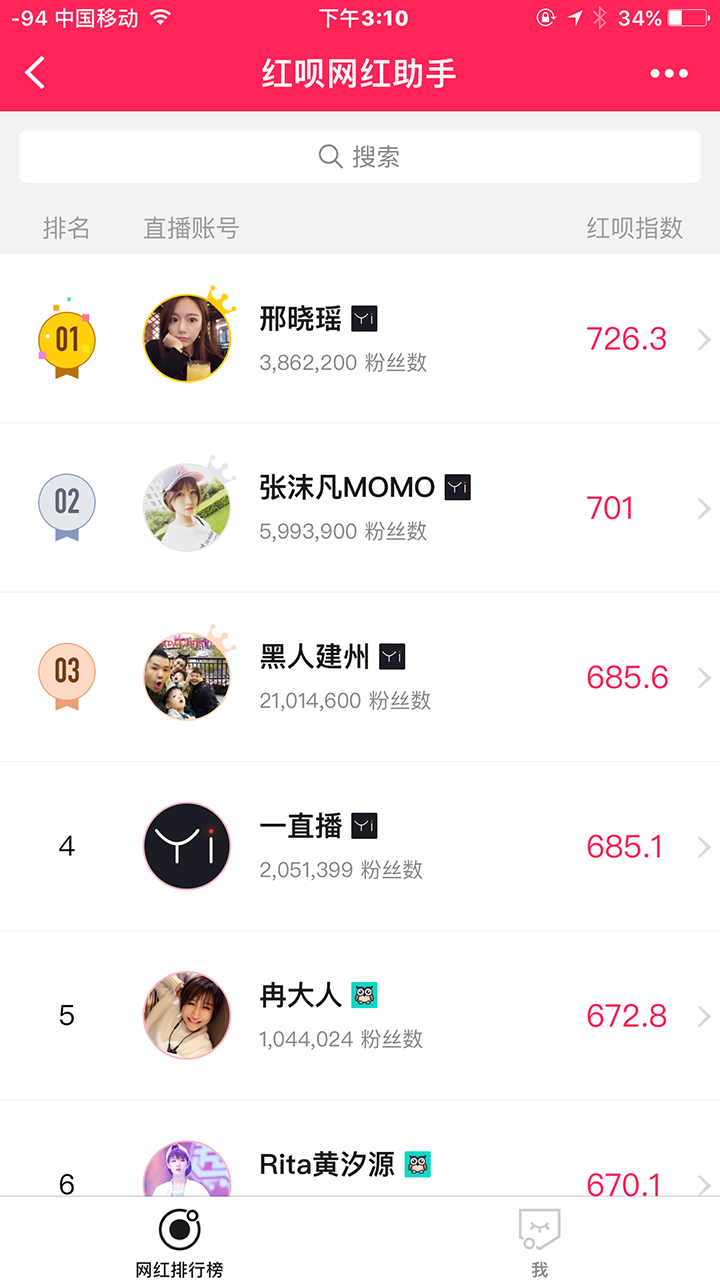 -94 中国移动 下午3:10 34%
红呗网红助手
搜索
排名 直播账号 红呗指数
01 邢晓瑶 Yi 726.3
3,862,200 粉丝数
02 张沫凡MOMO Yi 701
5,993,900 粉丝数
03 黑人建州 Yi 685.6
21,014,600 粉丝数
4 Yi 一直播 Yi 685.1
2,051,399 粉丝数
5 冉大人 672.8
1,044,024 粉丝数
6 Rita黄汐源 670.1
网红排行榜 我